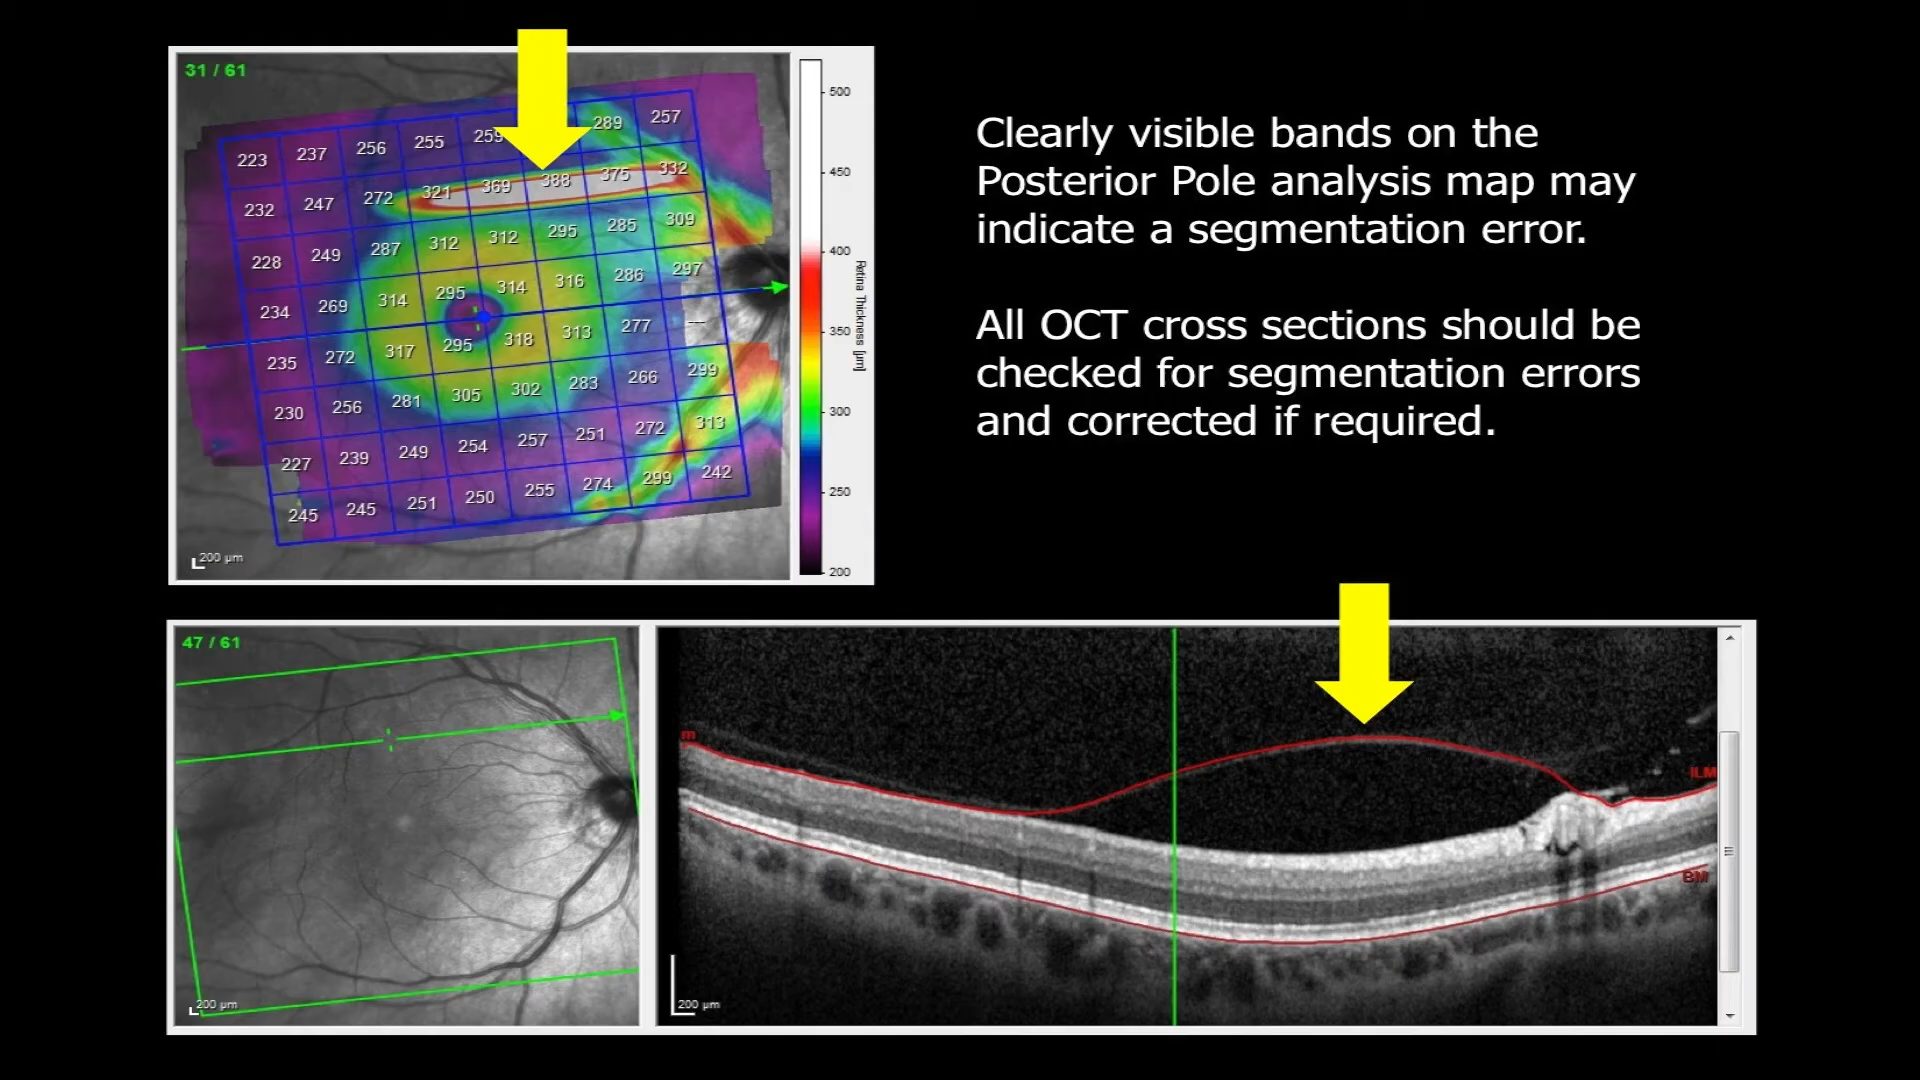 31 / 61
259 289 257
223 237 256 255
232 247 272 321 369 388 375 332
228 249 287 312 312 295 285 309
234 269 314 295 314 316 286 297
235 272 317 295 318 313 277 ---
230 256 281 305 302 283 266 299
227 239 249 254 257 251 272 313
245 245 251 250 255 274 299 242
200 µm
500
450
400
350
300
250
200
Retina Thickness [µm]
Clearly visible bands on the
Posterior Pole analysis map may
indicate a segmentation error.
All OCT cross sections should be
checked for segmentation errors
and corrected if required.
47 / 61
200 µm
m
ILM
BM
200 µm